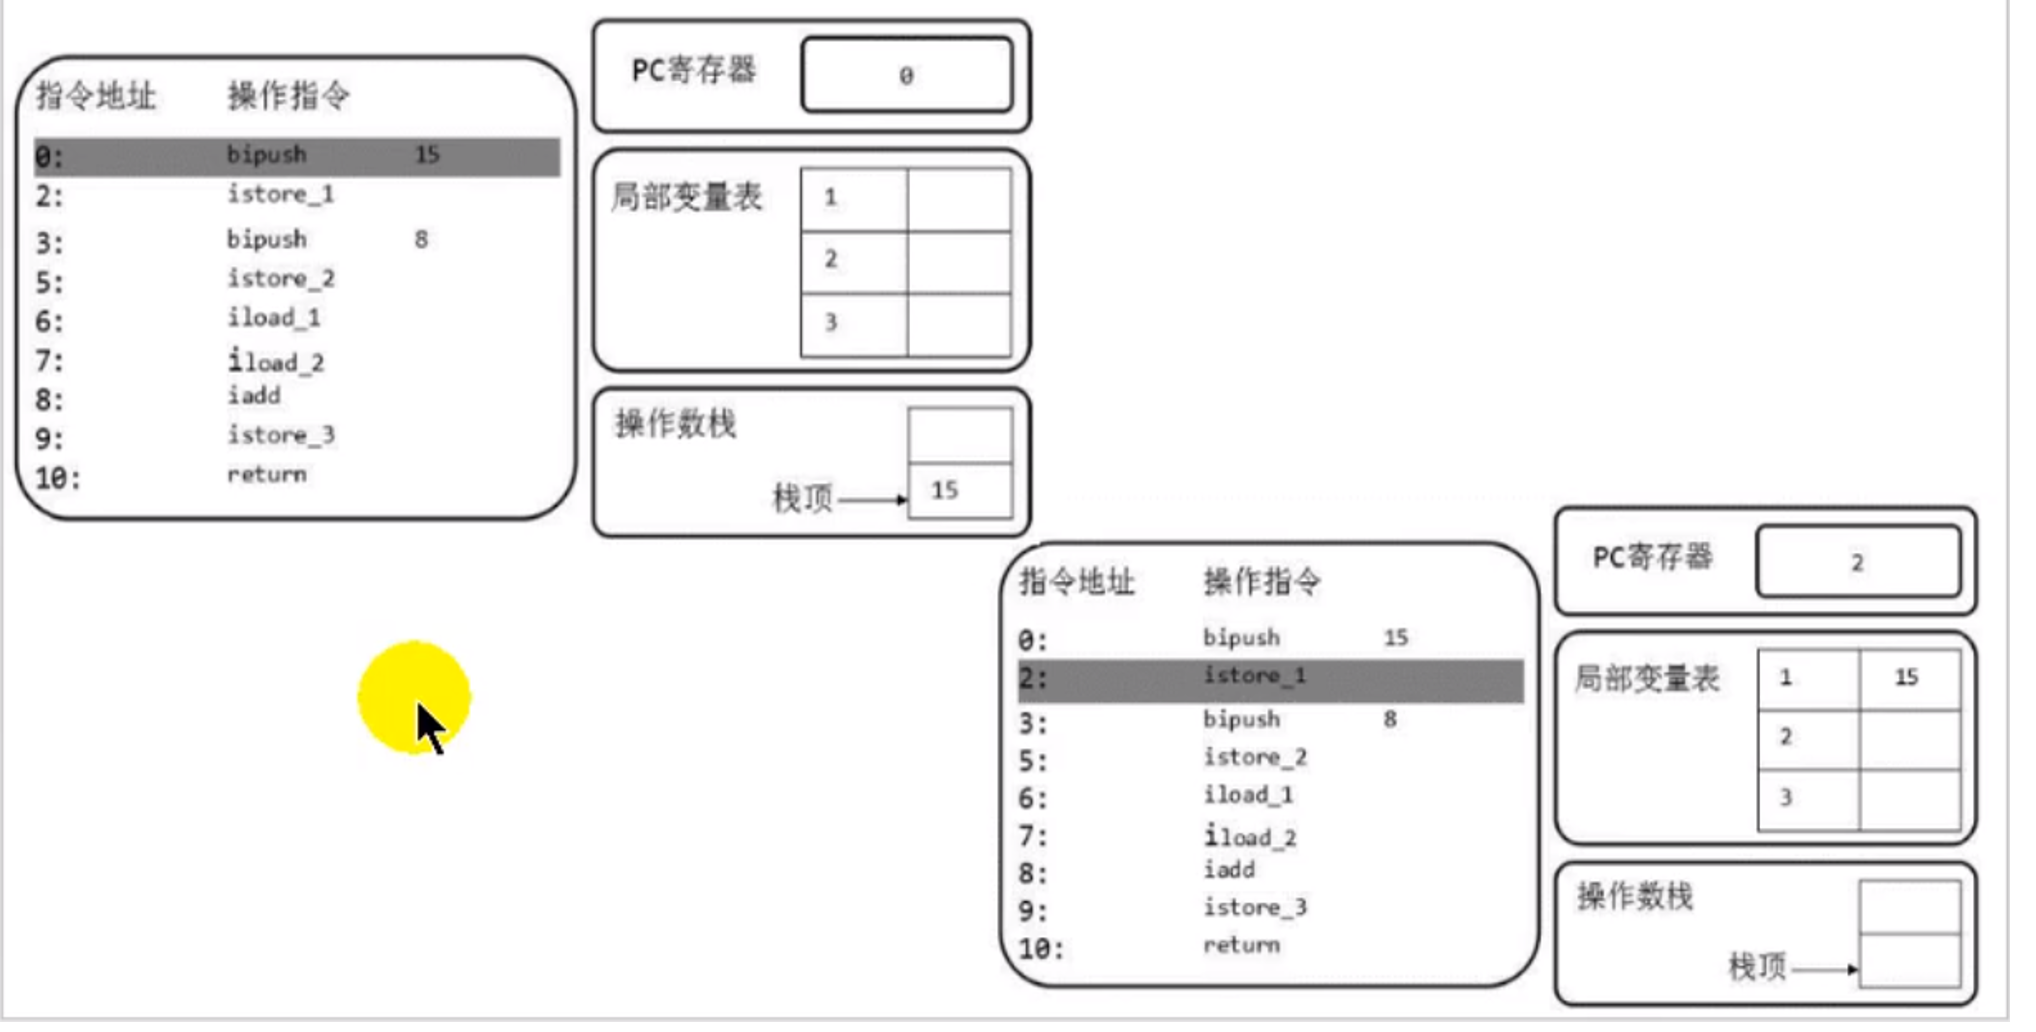 指令地址 操作指令
0: bipush 15
2: istore_1
3: bipush 8
5: istore_2
6: iload_1
7: iload_2
8: iadd
9: istore_3
10: return
PC寄存器 0
局部变量表 1
2
3
操作数栈
栈顶 15
指令地址 操作指令
0: bipush 15
2: istore_1
3: bipush 8
5: istore_2
6: iload_1
7: iload_2
8: iadd
9: istore_3
10: return
PC寄存器 2
局部变量表 1 15
2
3
操作数栈
栈顶